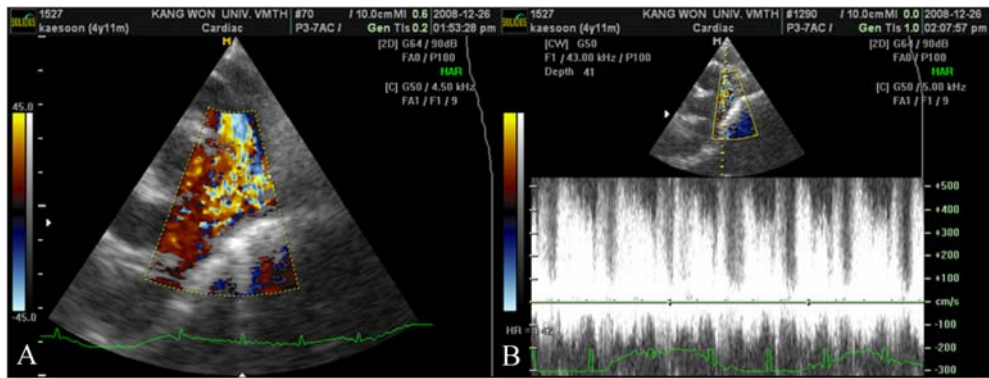 1527 KANG WON UNIV. VMTH #70 / 10.0cm MI 0.6 2008-12-26
kaesoon (4y11m) Cardiac P3-7AC / Gen Tis 0.2 01:53:28 pm
[2D] G64 / 90dB
FA0 / P100
HAR
[C] G50 / 4.50 kHz
FA1 / F1 / 9
45.0
-45.0
A
1527 KANG WON UNIV. VMTH #1290 / 10.0cm MI 0.0 2008-12-26
kaesoon (4y11m) Cardiac P3-7AC / Gen Tis 1.0 02:07:57 pm
[CW] G50
F1 / 43.00 kHz / P100
Depth 41
[2D] G64 / 90dB
FA0 / P100
HAR
[C] G50 / 5.00 kHz
FA1 / F1 / 9
+500
+400
+300
+200
+100
cm/s
-100
-200
-300
B